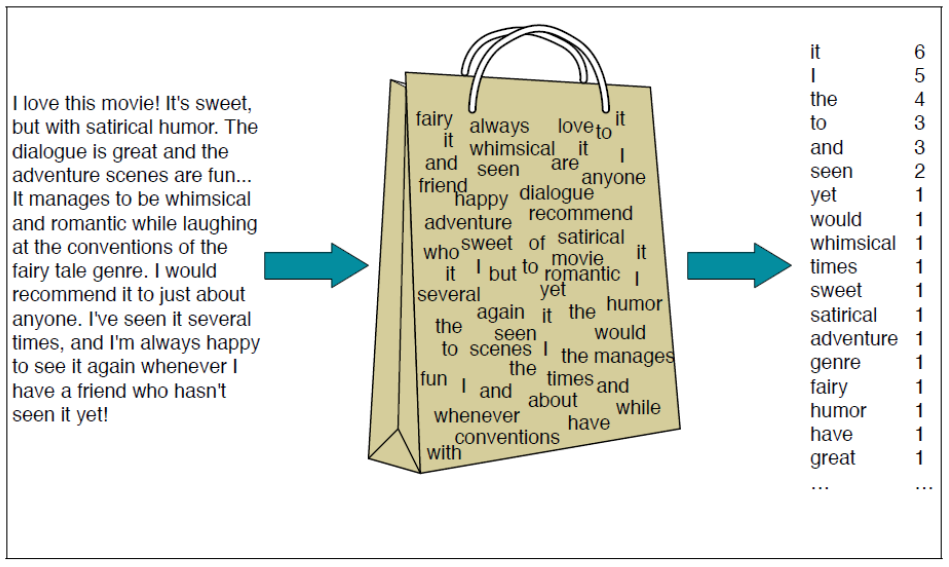 I love this movie! It's sweet,
but with satirical humor. The
dialogue is great and the
adventure scenes are fun...
It manages to be whimsical
and romantic while laughing
at the conventions of the
fairy tale genre. I would
recommend it to just about
anyone. I've seen it several
times, and I'm always happy
to see it again whenever I
have a friend who hasn't
seen it yet!
fairy always love to it
it whimsical it I
and seen are anyone
friend happy dialogue
adventure recommend
who sweet of satirical it
it I but to romantic movie I
several yet humor
again it the
the seen would
to scenes I the manages
the times and
fun I and about while
whenever have
conventions
with
it 6
I 5
the 4
to 3
and 3
seen 2
yet 1
would 1
whimsical 1
times 1
sweet 1
satirical 1
adventure 1
genre 1
fairy 1
humor 1
have 1
great 1
... ...